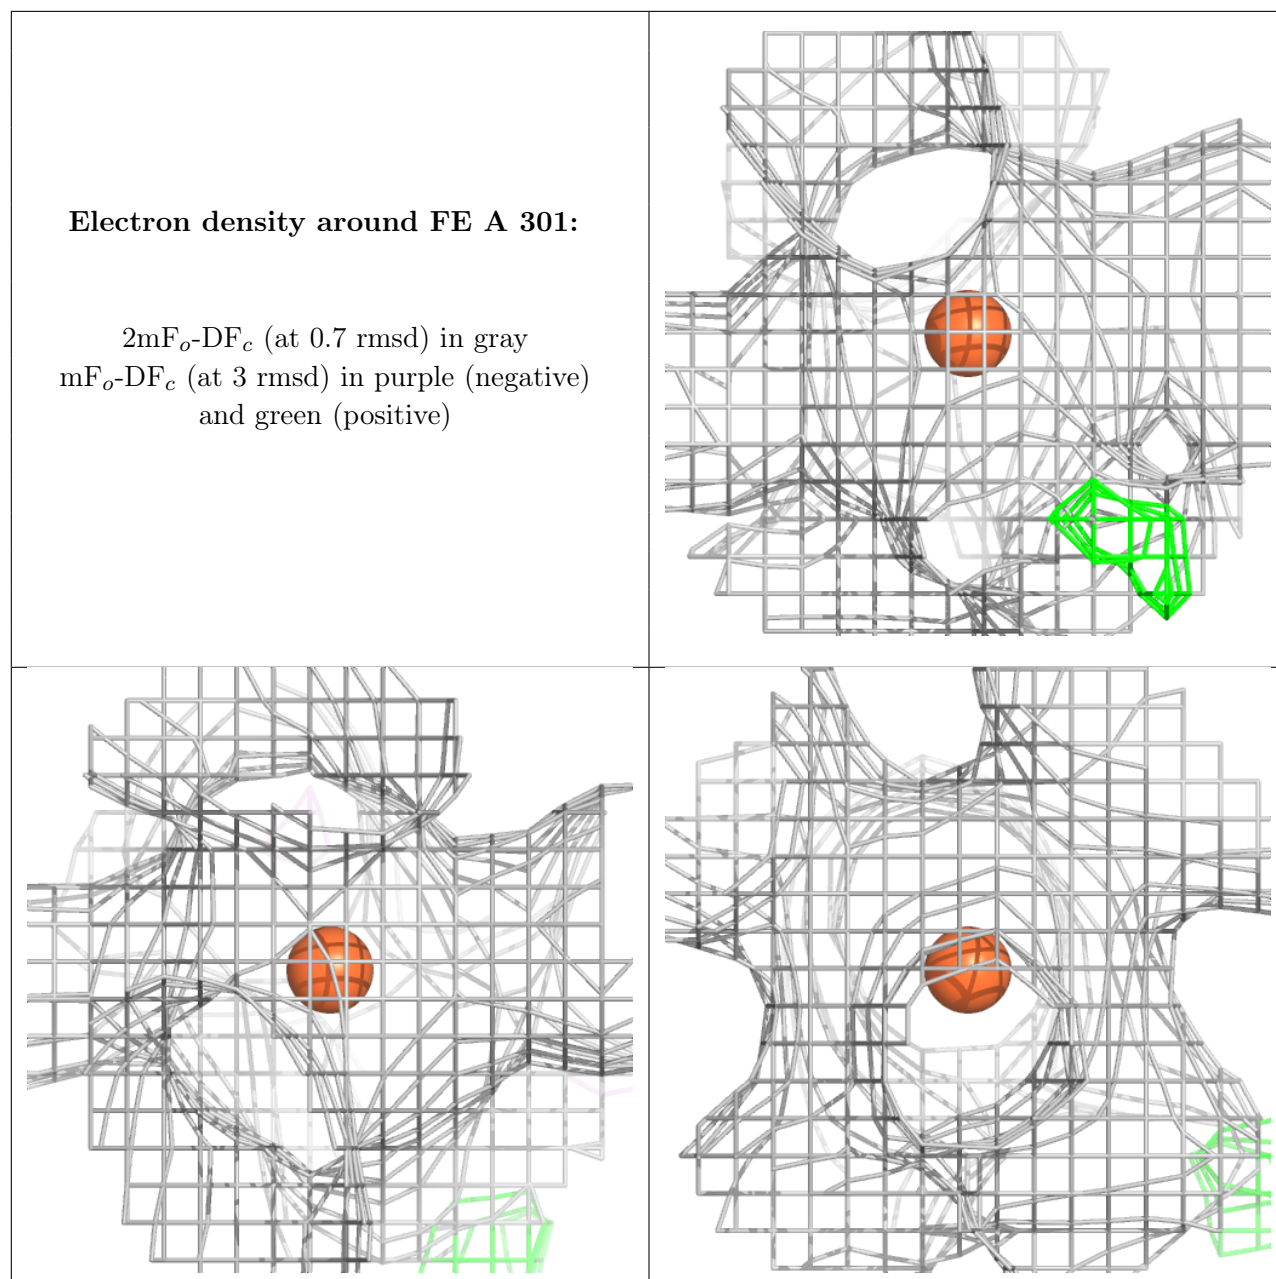 Electron density around FE A 301:
2mFo-DFc (at 0.7 rmsd) in gray
mFo-DFc (at 3 rmsd) in purple (negative)
and green (positive)